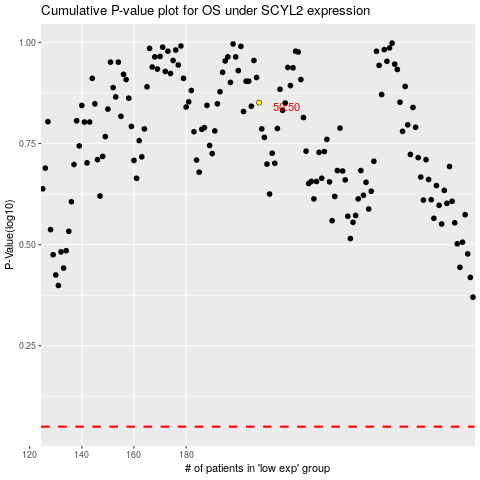 Cumulative P-value plot for OS under SCYL2 expression
P-Value(log10)
1.00
0.75
0.50
0.25
50:50
120 140 160 180
# of patients in 'low exp' group